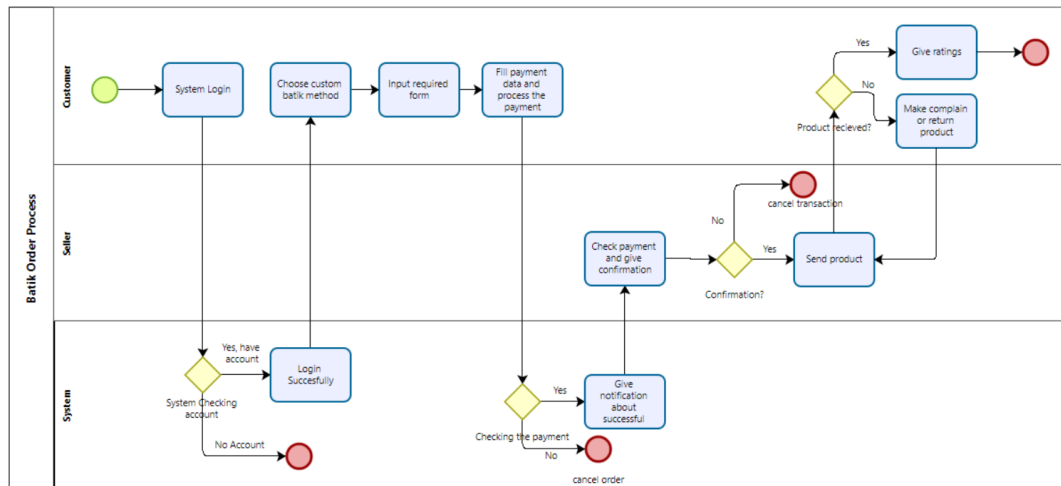 Batik Order Process
Customer
System Login
Choose custom
batik method
Input required
form
Fill payment
data and
process the
payment
Yes
Give ratings
No
Product recieved?
Make complain
or return
product
Seller
Check payment
and give
confirmation
No
cancel transaction
Yes
Confirmation?
Send product
System
Yes, have
account
System Checking
account
Login
Succesfully
No Account
Yes
Checking the payment
No
Give
notification
about
successful
cancel order